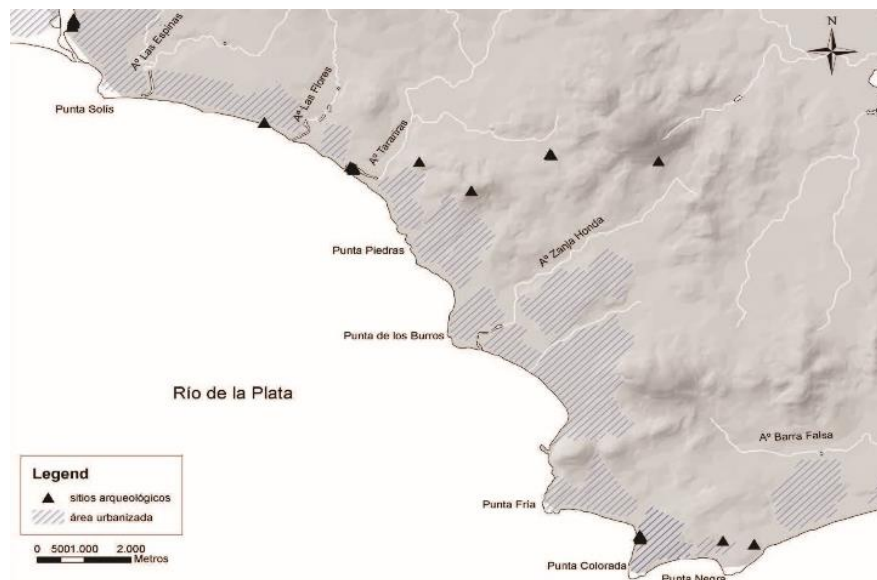 N
Aº Las Espinas
Punta Solís
Aº Las Flores
Aº Tarariras
Punta Piedras
Aº Zanja Honda
Punta de los Burros
Río de la Plata
Aº Barra Falsa
Legend
sitios arqueológicos
área urbanizada
0 5001.000 2.000
Metros
Punta Fría
Punta Colorada
Punta Negra